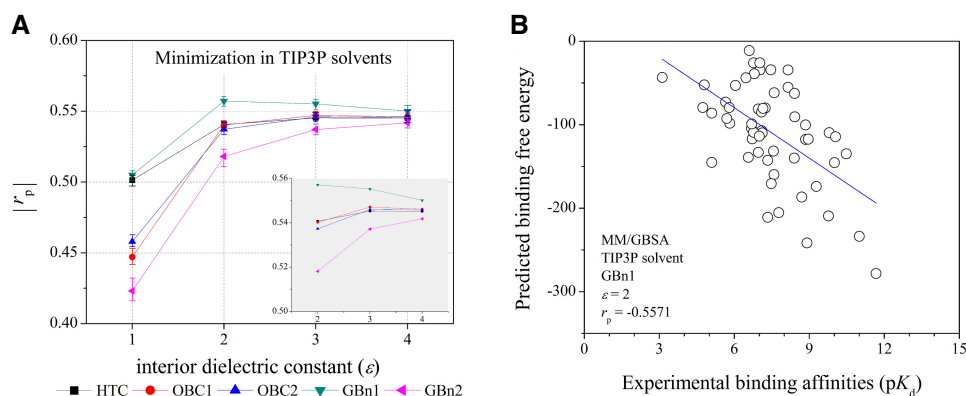 A
Minimization in TIP3P solvents
|rp|
0.60
0.55
0.50
0.45
0.40
1 2 3 4
interior dielectric constant (ε)
0.56
0.54
0.52
0.50
2 3 4
HTC OBC1 OBC2 GBn1 GBn2
B
Predicted binding free energy
0
-100
-200
-300
MM/GBSA
TIP3P solvent
GBn1
ε = 2
rp = -0.5571
0 3 6 9 12 15
Experimental binding affinities (pKd)